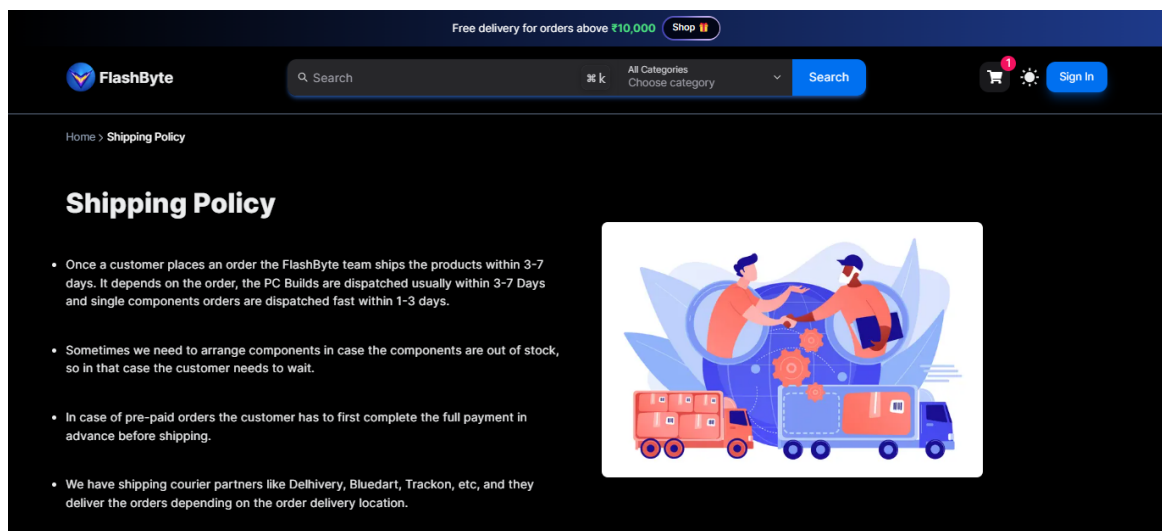 Free delivery for orders above ₹10,000 Shop
FlashByte
Search
⌘ k
All Categories
Choose category
Search
1
Sign In
Home > Shipping Policy
Shipping Policy
• Once a customer places an order the FlashByte team ships the products within 3-7
days. It depends on the order, the PC Builds are dispatched usually within 3-7 Days
and single components orders are dispatched fast within 1-3 days.
• Sometimes we need to arrange components in case the components are out of stock,
so in that case the customer needs to wait.
• In case of pre-paid orders the customer has to first complete the full payment in
advance before shipping.
• We have shipping courier partners like Delhivery, Bluedart, Trackon, etc, and they
deliver the orders depending on the order delivery location.